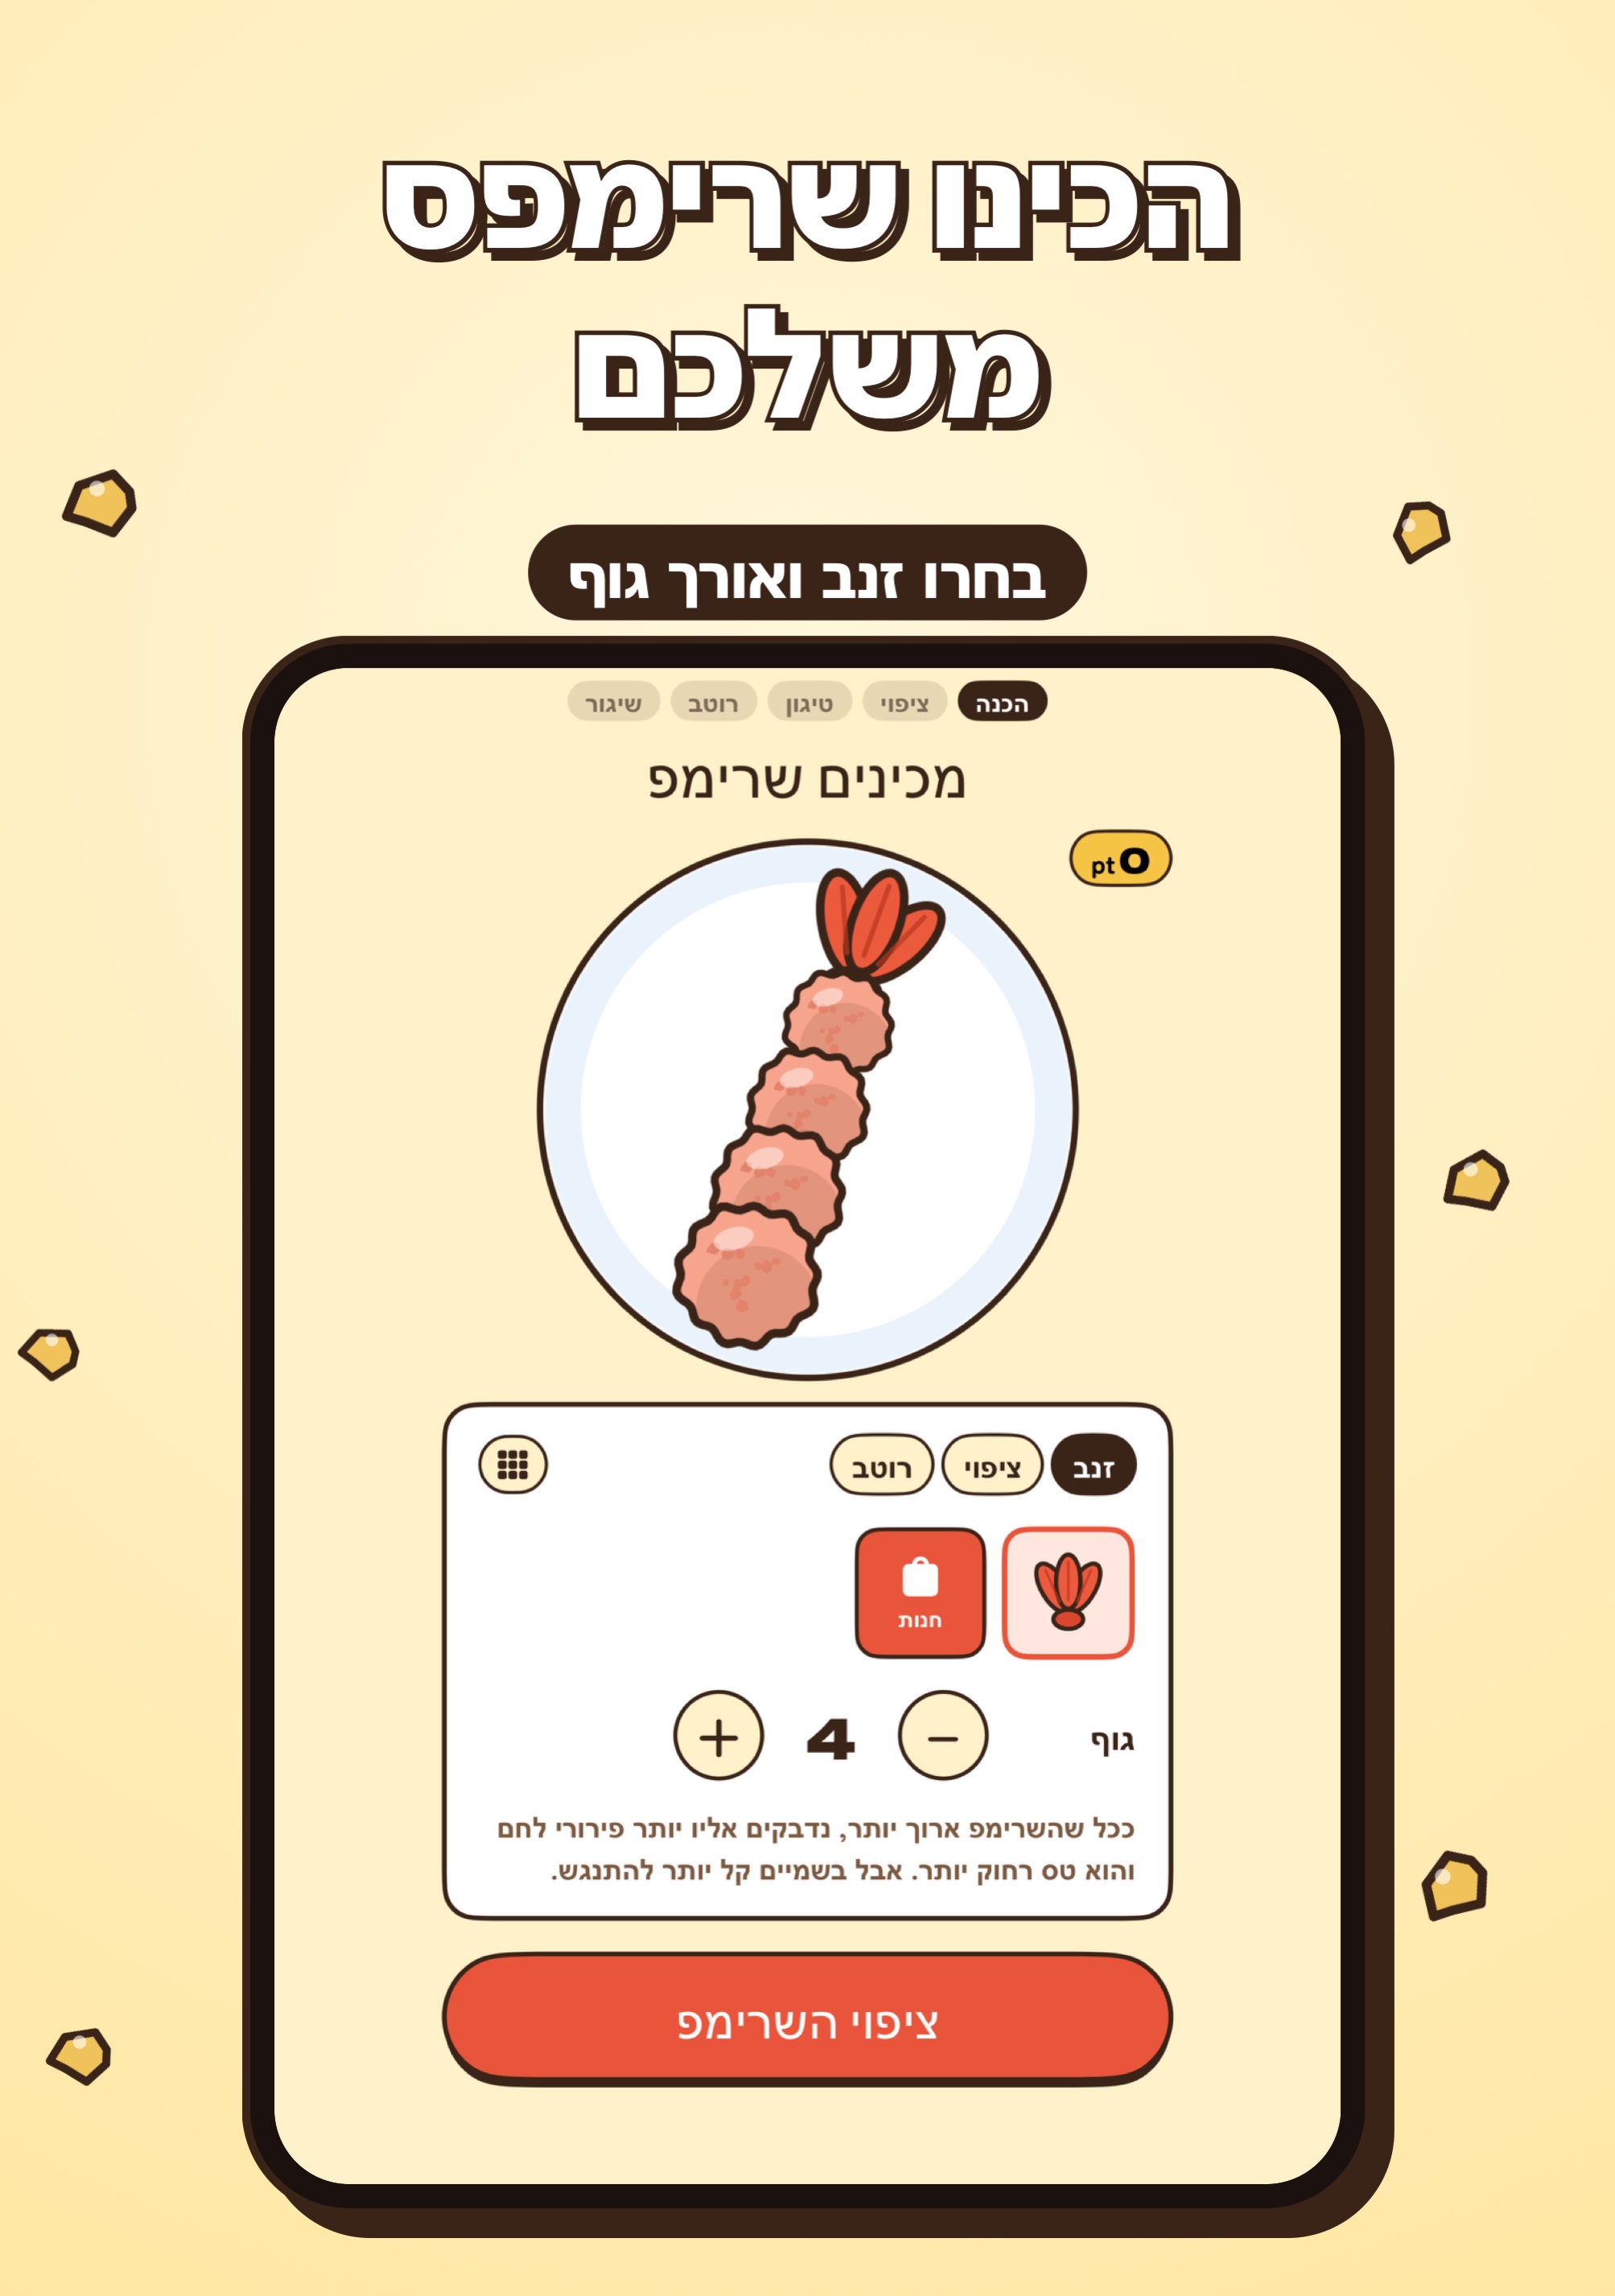 הכינו שרימפס
משלכם
בחרו זנב ואורך גוף
הכנה ציפוי טיגון רוטב שיגור
מכינים שרימפ
0 pt
זנב ציפוי רוטב
חנות
גוף − 4 +
ככל שהשרימפ ארוך יותר, נדבקים אליו יותר פירורי לחם
והוא טס רחוק יותר. אבל בשמיים קל יותר להתנגש.
ציפוי השרימפ